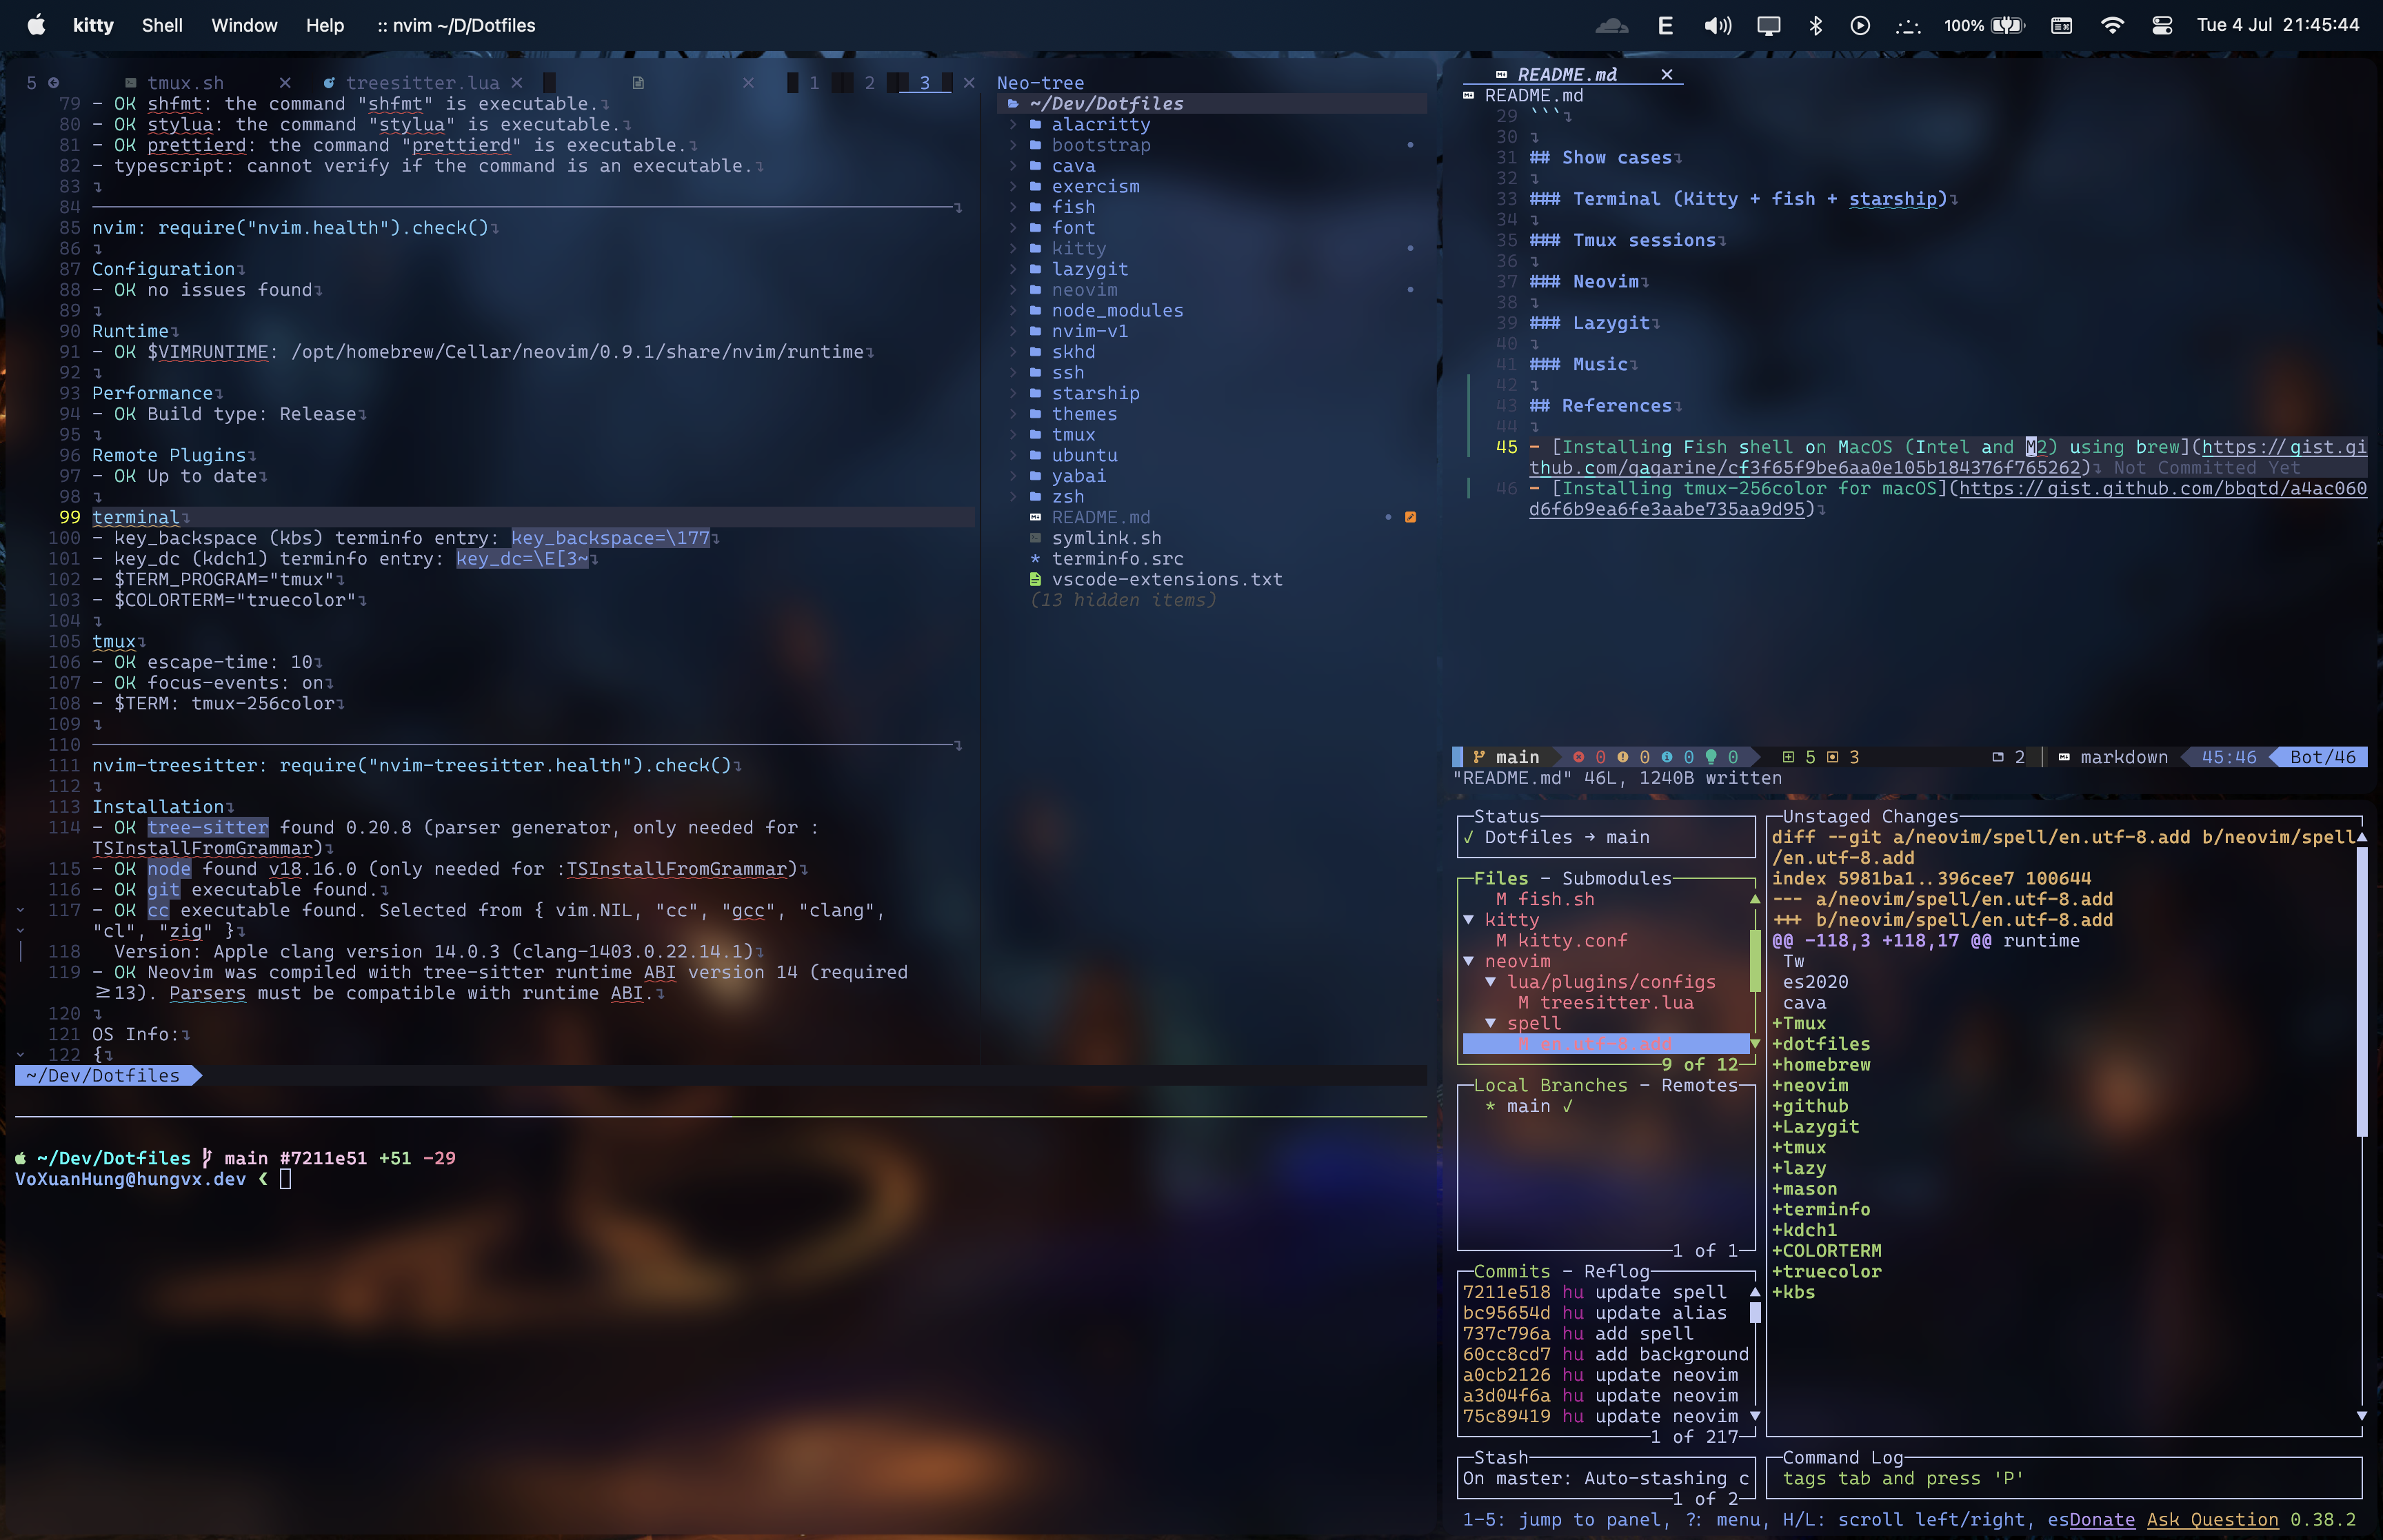 kitty Shell Window Help :: nvim ~/D/Dotfiles
E 100% Tue 4 Jul 21:45:44
5 tmux.sh × treesitter.lua × × 1 2 3 ×
79 - OK shfmt: the command "shfmt" is executable.
80 - OK stylua: the command "stylua" is executable.
81 - OK prettierd: the command "prettierd" is executable.
82 - typescript: cannot verify if the command is an executable.
83
84
85 nvim: require("nvim.health").check()
86
87 Configuration
88 - OK no issues found
89
90 Runtime
91 - OK $VIMRUNTIME: /opt/homebrew/Cellar/neovim/0.9.1/share/nvim/runtime
92
93 Performance
94 - OK Build type: Release
95
96 Remote Plugins
97 - OK Up to date
98
99 terminal
100 - key_backspace (kbs) terminfo entry: key_backspace=\177
101 - key_dc (kdch1) terminfo entry: key_dc=\E[3~
102 - $TERM_PROGRAM="tmux"
103 - $COLORTERM="truecolor"
104
105 tmux
106 - OK escape-time: 10
107 - OK focus-events: on
108 - $TERM: tmux-256color
109
110
111 nvim-treesitter: require("nvim-treesitter.health").check()
112
113 Installation
114 - OK tree-sitter found 0.20.8 (parser generator, only needed for :
TSInstallFromGrammar)
115 - OK node found v18.16.0 (only needed for :TSInstallFromGrammar)
116 - OK git executable found.
117 - OK cc executable found. Selected from { vim.NIL, "cc", "gcc", "clang",
"cl", "zig" }
118 Version: Apple clang version 14.0.3 (clang-1403.0.22.14.1)
119 - OK Neovim was compiled with tree-sitter runtime ABI version 14 (required
≥13). Parsers must be compatible with runtime ABI.
120
121 OS Info:
122 {
~/Dev/Dotfiles
Neo-tree
~/Dev/Dotfiles
alacritty
bootstrap
cava
exercism
fish
font
kitty
lazygit
neovim
node_modules
nvim-v1
skhd
ssh
starship
themes
tmux
ubuntu
yabai
zsh
README.md
symlink.sh
* terminfo.src
vscode-extensions.txt
(13 hidden items)
~/Dev/Dotfiles main #7211e51 +51 -29
VoXuanHung@hungvx.dev ❮
README.md ×
README.md
29 ```
30
31 ## Show cases
32
33 ### Terminal (Kitty + fish + starship)
34
35 ### Tmux sessions
36
37 ### Neovim
38
39 ### Lazygit
40
41 ### Music
42
43 ## References
44
45 - [Installing Fish shell on MacOS (Intel and M2) using brew](https://gist.gi
thub.com/gagarine/cf3f65f9be6aa0e105b184376f765262) Not Committed Yet
46 - [Installing tmux-256color for macOS](https://gist.github.com/bbqtd/a4ac060
d6f6b9ea6fe3aabe735aa9d95)
main 0 0 0 0 5 3 2 markdown 45:46 Bot/46
"README.md" 46L, 1240B written
Status
✓ Dotfiles → main
Files - Submodules
M fish.sh
▼ kitty
M kitty.conf
▼ neovim
▼ lua/plugins/configs
M treesitter.lua
▼ spell
M en.utf-8.add
9 of 12
Local Branches - Remotes
* main ✓
1 of 1
Commits - Reflog
7211e518 hu update spell
bc95654d hu update alias
737c796a hu add spell
60cc8cd7 hu add background
a0cb2126 hu update neovim
a3d04f6a hu update neovim
75c89419 hu update neovim
1 of 217
Stash
On master: Auto-stashing c
1 of 2
Unstaged Changes
diff --git a/neovim/spell/en.utf-8.add b/neovim/spell
/en.utf-8.add
index 5981ba1..396cee7 100644
--- a/neovim/spell/en.utf-8.add
+++ b/neovim/spell/en.utf-8.add
@@ -118,3 +118,17 @@ runtime
Tw
es2020
cava
+Tmux
+dotfiles
+homebrew
+neovim
+github
+Lazygit
+tmux
+lazy
+mason
+terminfo
+kdch1
+COLORTERM
+truecolor
+kbs
Command Log
tags tab and press 'P'
1-5: jump to panel, ?: menu, H/L: scroll left/right, esDonate Ask Question 0.38.2